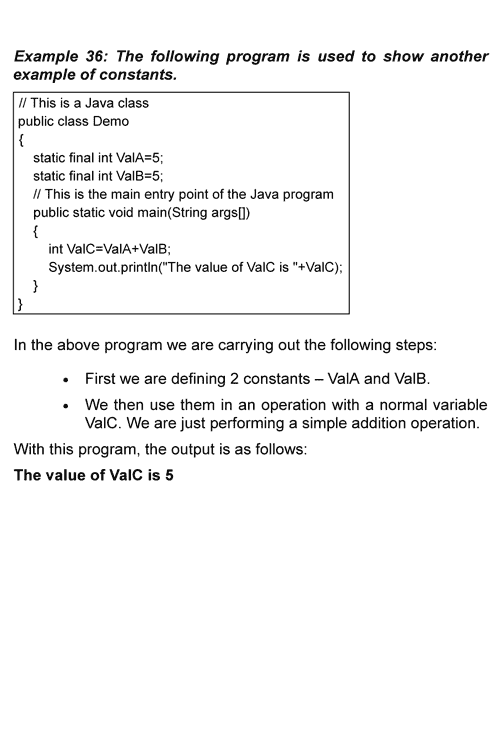 Example 36: The following program is used to show another
example of constants.
// This is a Java class
public class Demo
{
static final int ValA=5;
static final int ValB=5;
// This is the main entry point of the Java program
public static void main(String args[])
{
int ValC=ValA+ValB;
System.out.println("The value of ValC is "+ValC);
}
}
In the above program we are carrying out the following steps:
• First we are defining 2 constants – ValA and ValB.
• We then use them in an operation with a normal variable
ValC. We are just performing a simple addition operation.
With this program, the output is as follows:
The value of ValC is 5